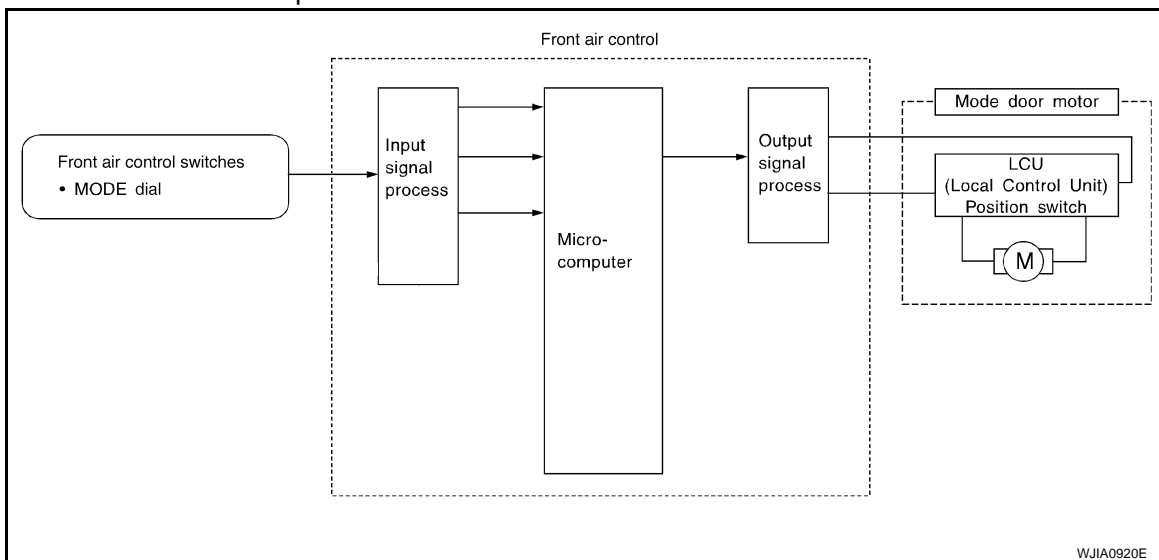 Front air control
Front air control switches
• MODE dial
Input
signal
process
Micro-
computer
Output
signal
process
Mode door motor
LCU
(Local Control Unit)
Position switch
M
WJIA0920E